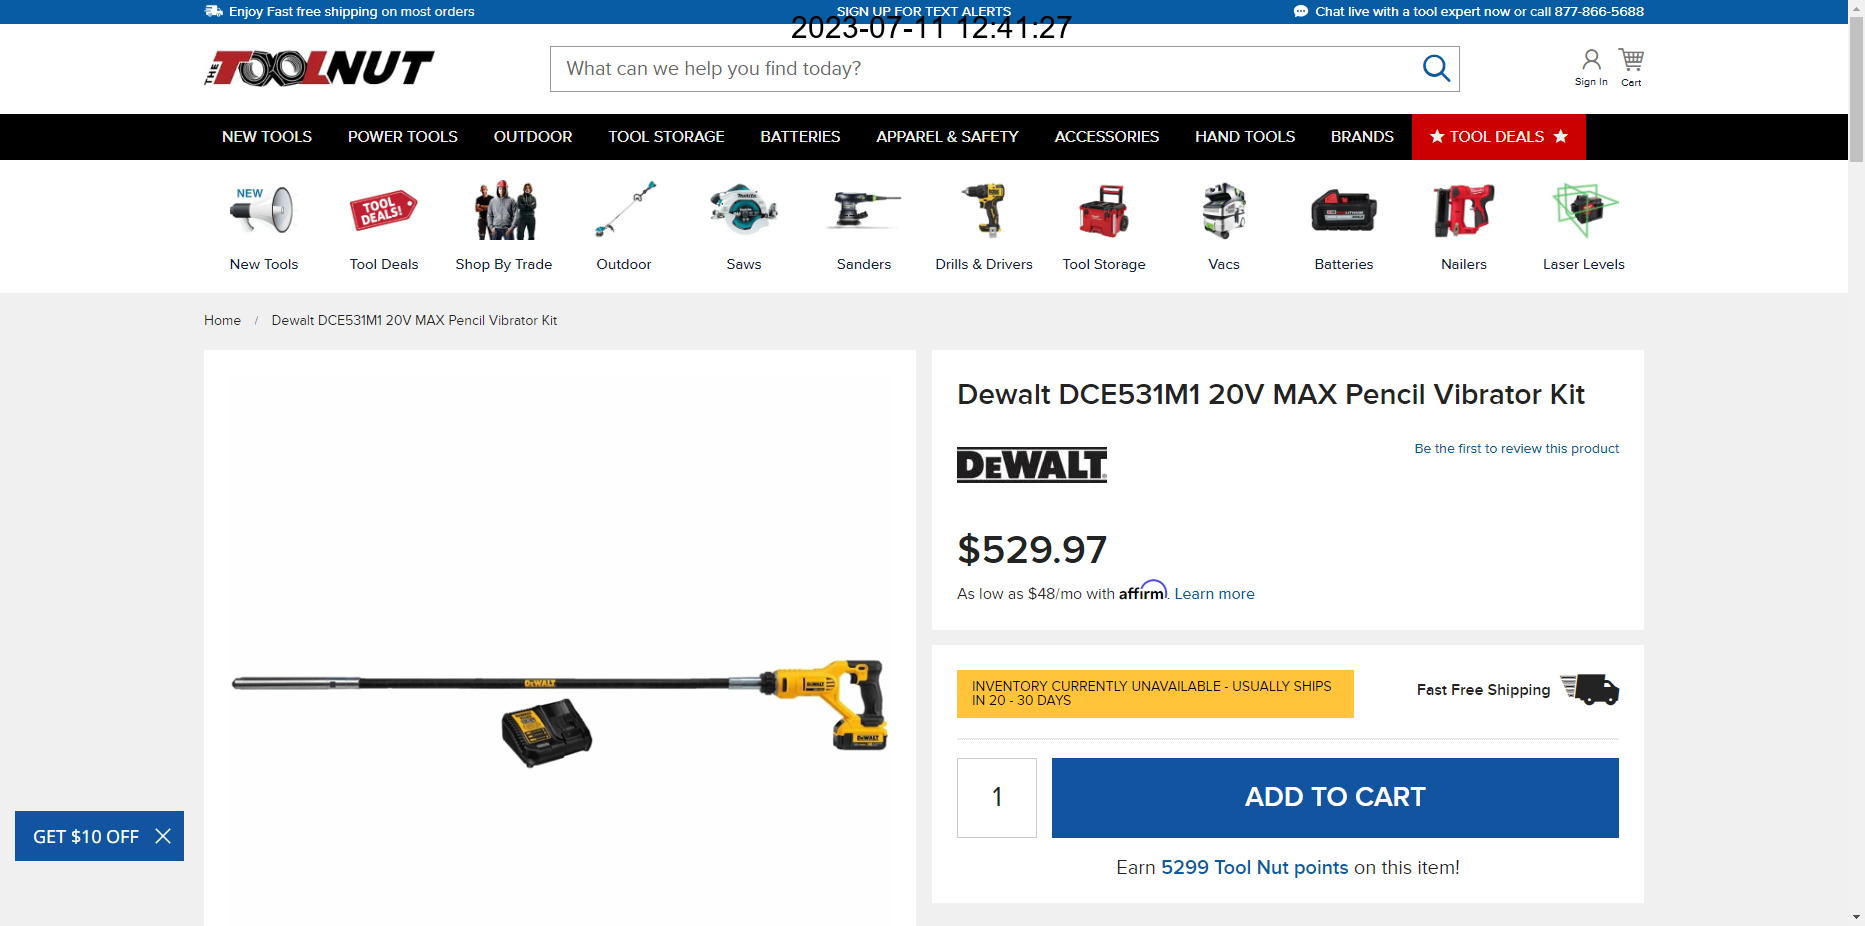 Enjoy Fast free shipping on most orders
SIGN UP FOR TEXT ALERTS
Chat live with a tool expert now or call 877-866-5688
2023-07-11 12:41:27
THE TOOLNUT
What can we help you find today?
Sign In
Cart
NEW TOOLS
POWER TOOLS
OUTDOOR
TOOL STORAGE
BATTERIES
APPAREL & SAFETY
ACCESSORIES
HAND TOOLS
BRANDS
TOOL DEALS
NEW
TOOL DEALS!
New Tools
Tool Deals
Shop By Trade
Outdoor
Saws
Sanders
Drills & Drivers
Tool Storage
Vacs
Batteries
Nailers
Laser Levels
Home / Dewalt DCE531M1 20V MAX Pencil Vibrator Kit
Dewalt DCE531M1 20V MAX Pencil Vibrator Kit
DEWALT
Be the first to review this product
$529.97
As low as $48/mo with affirm. Learn more
DEWALT
DEWALT
DEWALT
INVENTORY CURRENTLY UNAVAILABLE - USUALLY SHIPS
IN 20 - 30 DAYS
Fast Free Shipping
1
ADD TO CART
Earn 5299 Tool Nut points on this item!
GET $10 OFF